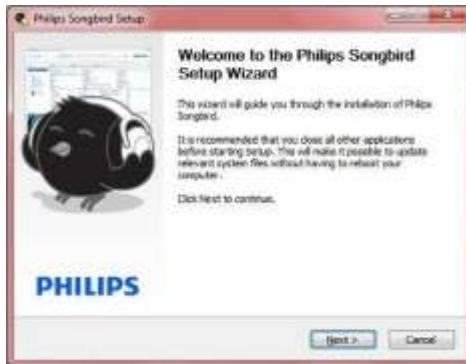 Philips Songbird Setup
Welcome to the Philips Songbird
Setup Wizard
This wizard will guide you through the installation of Philips
Songbird.
It is recommended that you close all other applications
before starting Setup. This will make it possible to update
relevant system files without having to reboot your
computer.
Click Next to continue.
PHILIPS
Next >
Cancel